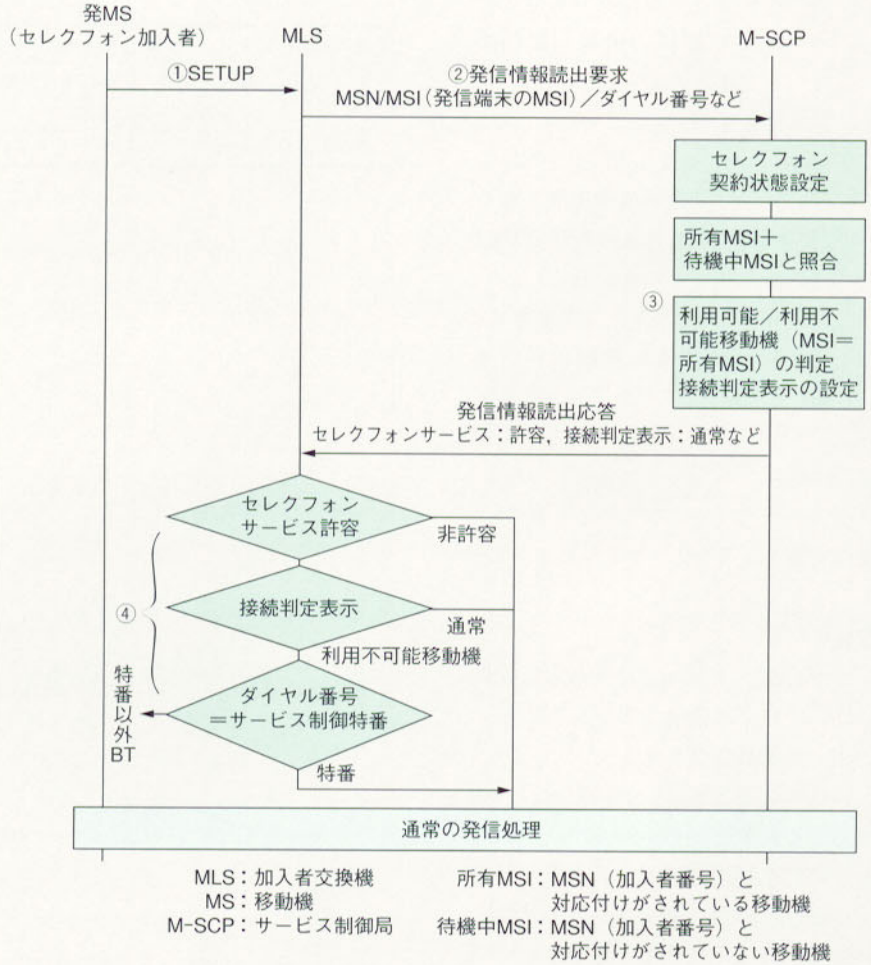 発MS
（セレクフォン加入者）
MLS
M-SCP
①SETUP
②発信情報読出要求
MSN/MSI（発信端末のMSI）／ダイヤル番号など
セレクフォン
契約状態設定
所有MSI＋
待機中MSIと照合
③
利用可能／利用不
可能移動機（MSI＝
所有MSI）の判定
接続判定表示の設定
発信情報読出応答
セレクフォンサービス：許容，接続判定表示：通常など
セレクフォン
サービス許容
非許容
④
接続判定表示
通常
利用不可能移動機
ダイヤル番号
＝サービス制御特番
特番以外
BT
特番
通常の発信処理
MLS：加入者交換機
MS：移動機
M-SCP：サービス制御局
所有MSI：MSN（加入者番号）と
対応付けがされている移動機
待機中MSI：MSN（加入者番号）と
対応付けがされていない移動機